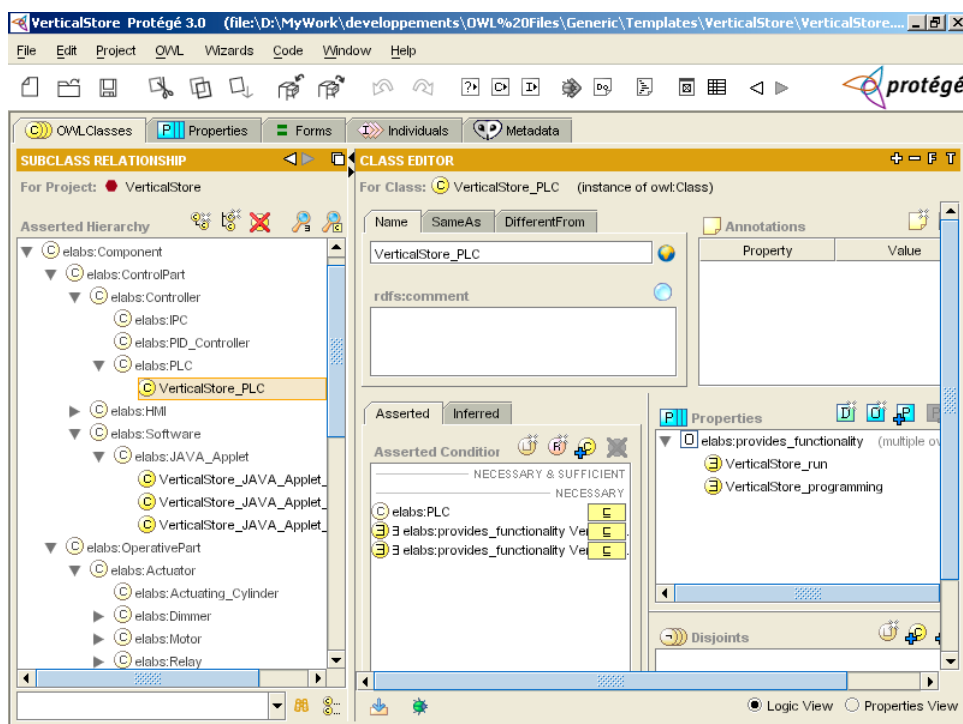 VerticalStore Protégé 3.0 (file:\D:\MyWork\developpements\OWL%20Files\Generic\Templates\VerticalStore\VerticalStore....
File Edit Project OWL Wizards Code Window Help
protégé
OWLClasses Properties Forms Individuals Metadata
SUBCLASS RELATIONSHIP
For Project: VerticalStore
Asserted Hierarchy
elabs:Component
elabs:ControlPart
elabs:Controller
elabs:IPC
elabs:PID_Controller
elabs:PLC
VerticalStore_PLC
elabs:HMI
elabs:Software
elabs:JAVA_Applet
VerticalStore_JAVA_Applet_
VerticalStore_JAVA_Applet_
VerticalStore_JAVA_Applet_
elabs:OperativePart
elabs:Actuator
elabs:Actuating_Cylinder
elabs:Dimmer
elabs:Motor
elabs:Relay
CLASS EDITOR
For Class: VerticalStore_PLC (instance of owl:Class)
Name SameAs DifferentFrom
VerticalStore_PLC
rdfs:comment
Annotations
Property Value
Asserted Inferred
Asserted Condition
NECESSARY & SUFFICIENT
NECESSARY
elabs:PLC
∃ elabs:provides_functionality Ver
∃ elabs:provides_functionality Ver
Properties
elabs:provides_functionality (multiple ow
VerticalStore_run
VerticalStore_programming
Disjoints
Logic View Properties View